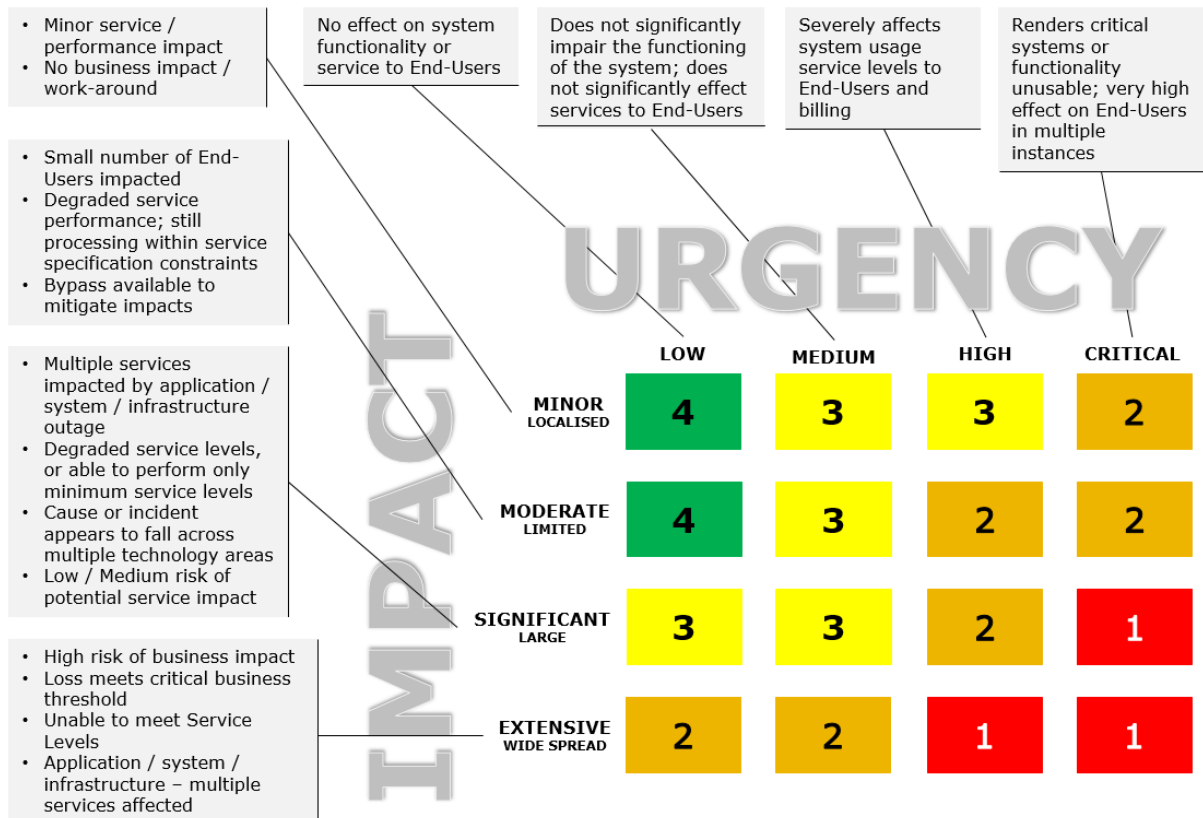 • Minor service /
performance impact
• No business impact /
work-around
No effect on system
functionality or
service to End-Users
Does not significantly
impair the functioning
of the system; does
not significantly effect
services to End-Users
Severely affects
system usage
service levels to
End-Users and
billing
Renders critical
systems or
functionality
unusable; very high
effect on End-Users
in multiple
instances
• Small number of End-
Users impacted
• Degraded service
performance; still
processing within service
specification constraints
• Bypass available to
mitigate impacts
• Multiple services
impacted by application /
system / infrastructure
outage
• Degraded service levels,
or able to perform only
minimum service levels
• Cause or incident
appears to fall across
multiple technology areas
• Low / Medium risk of
potential service impact
• High risk of business impact
• Loss meets critical business
threshold
• Unable to meet Service
Levels
• Application / system /
infrastructure – multiple
services affected
URGENCY
IMPACT
LOW MEDIUM HIGH CRITICAL
MINOR
LOCALISED
4 3 3 2
MODERATE
LIMITED
4 3 2 2
SIGNIFICANT
LARGE
3 3 2 1
EXTENSIVE
WIDE SPREAD
2 2 1 1